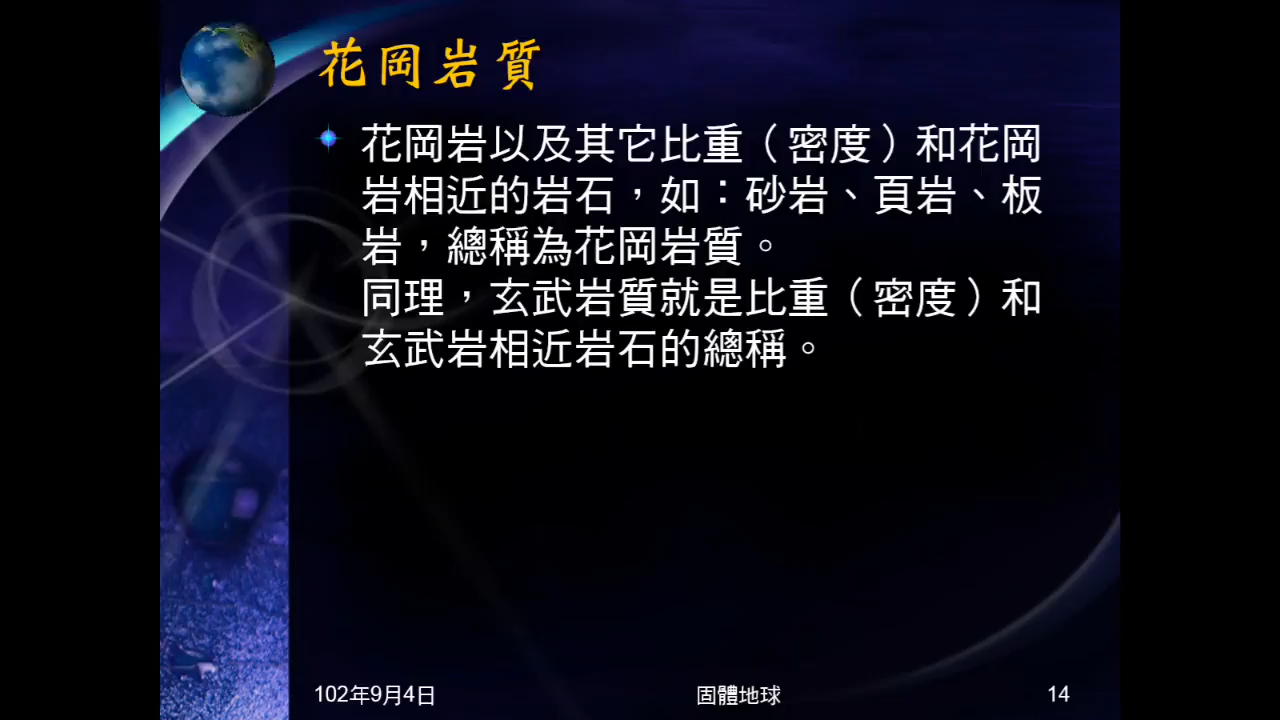 花岡岩質
花岡岩以及其它比重（密度）和花岡
岩相近的岩石，如：砂岩、頁岩、板
岩，總稱為花岡岩質。
同理，玄武岩質就是比重（密度）和
玄武岩相近岩石的總稱。
102年9月4日
固體地球
14